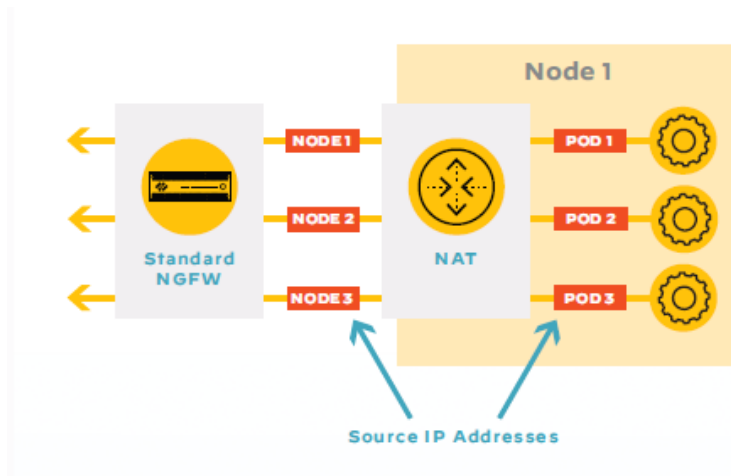 Node 1
NODE 1
POD 1
NODE 2
POD 2
Standard
NGFW
NAT
NODE 3
POD 3
Source IP Addresses